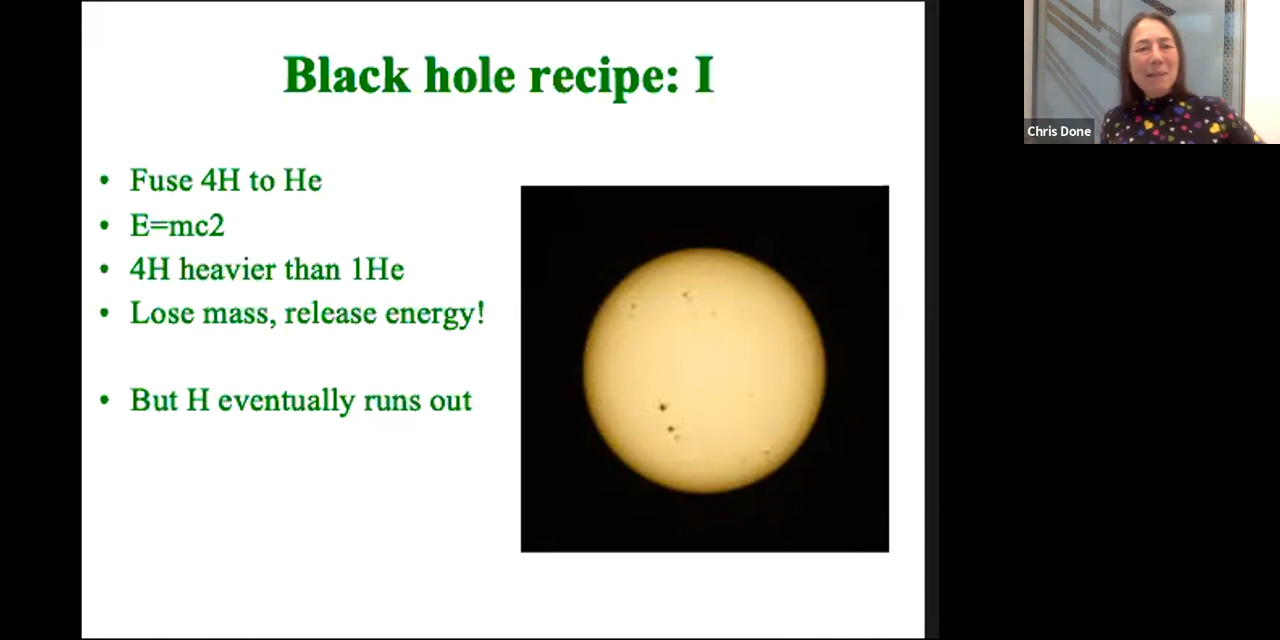 Black hole recipe: I
• Fuse 4H to He
• E=mc2
• 4H heavier than 1He
• Lose mass, release energy!
• But H eventually runs out
Chris Done